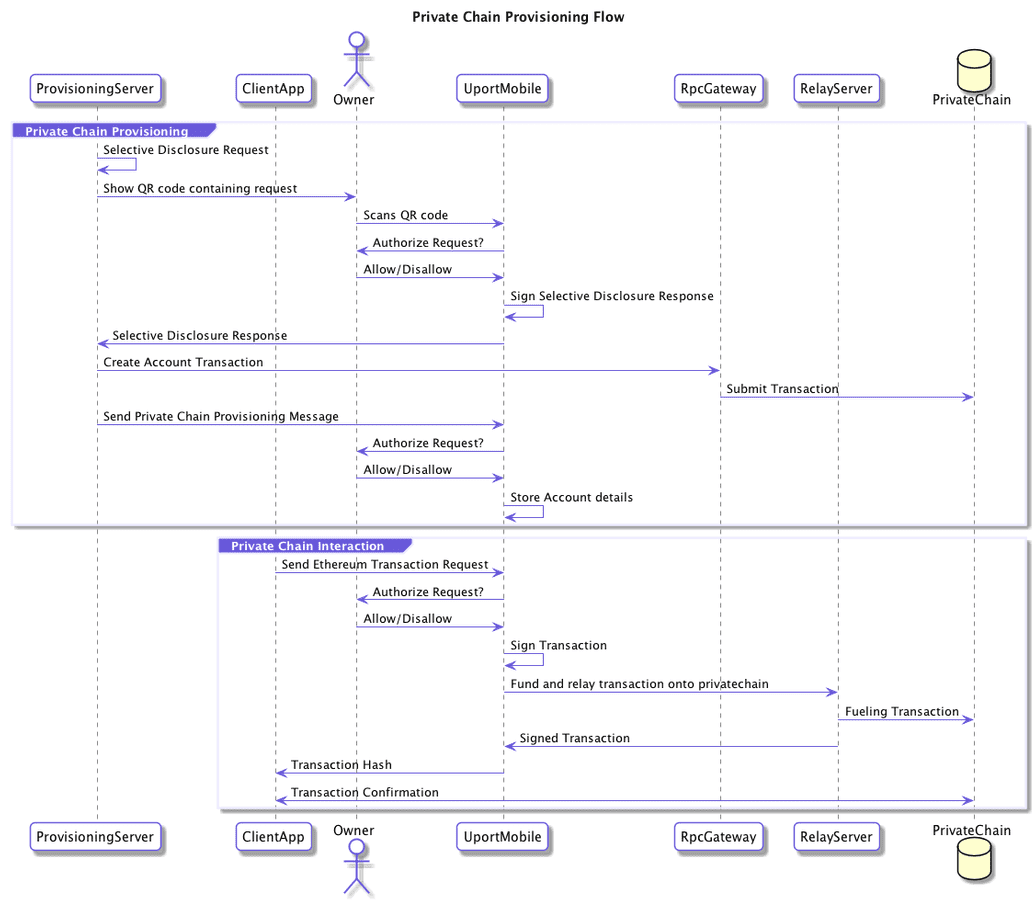 Private Chain Provisioning Flow
ProvisioningServer
ClientApp
Owner
UportMobile
RpcGateway
RelayServer
PrivateChain
Private Chain Provisioning
Selective Disclosure Request
Show QR code containing request
Scans QR code
Authorize Request?
Allow/Disallow
Sign Selective Disclosure Response
Selective Disclosure Response
Create Account Transaction
Submit Transaction
Send Private Chain Provisioning Message
Authorize Request?
Allow/Disallow
Store Account details
Private Chain Interaction
Send Ethereum Transaction Request
Authorize Request?
Allow/Disallow
Sign Transaction
Fund and relay transaction onto privatechain
Fueling Transaction
Signed Transaction
Transaction Hash
Transaction Confirmation
ProvisioningServer
ClientApp
Owner
UportMobile
RpcGateway
RelayServer
PrivateChain